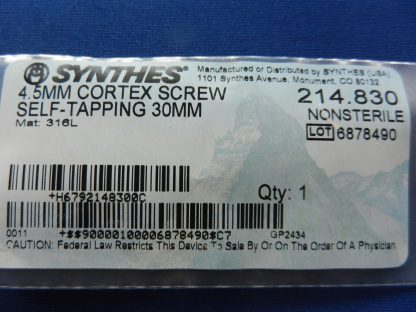 SYNTHES®
Manufactured or Distributed by SYNTHES (USA)
1101 Synthes Avenue, Monument, CO 80132
4.5MM CORTEX SCREW
SELF-TAPPING 30MM
Mat: 316L
214.830
NONSTERILE
LOT 6878490
+H6792148300C
Qty: 1
0011
+$$90000100006878490$C7
GP2434
CAUTION: Federal Law Restricts This Device To Sale By Or On The Order Of A Physician.